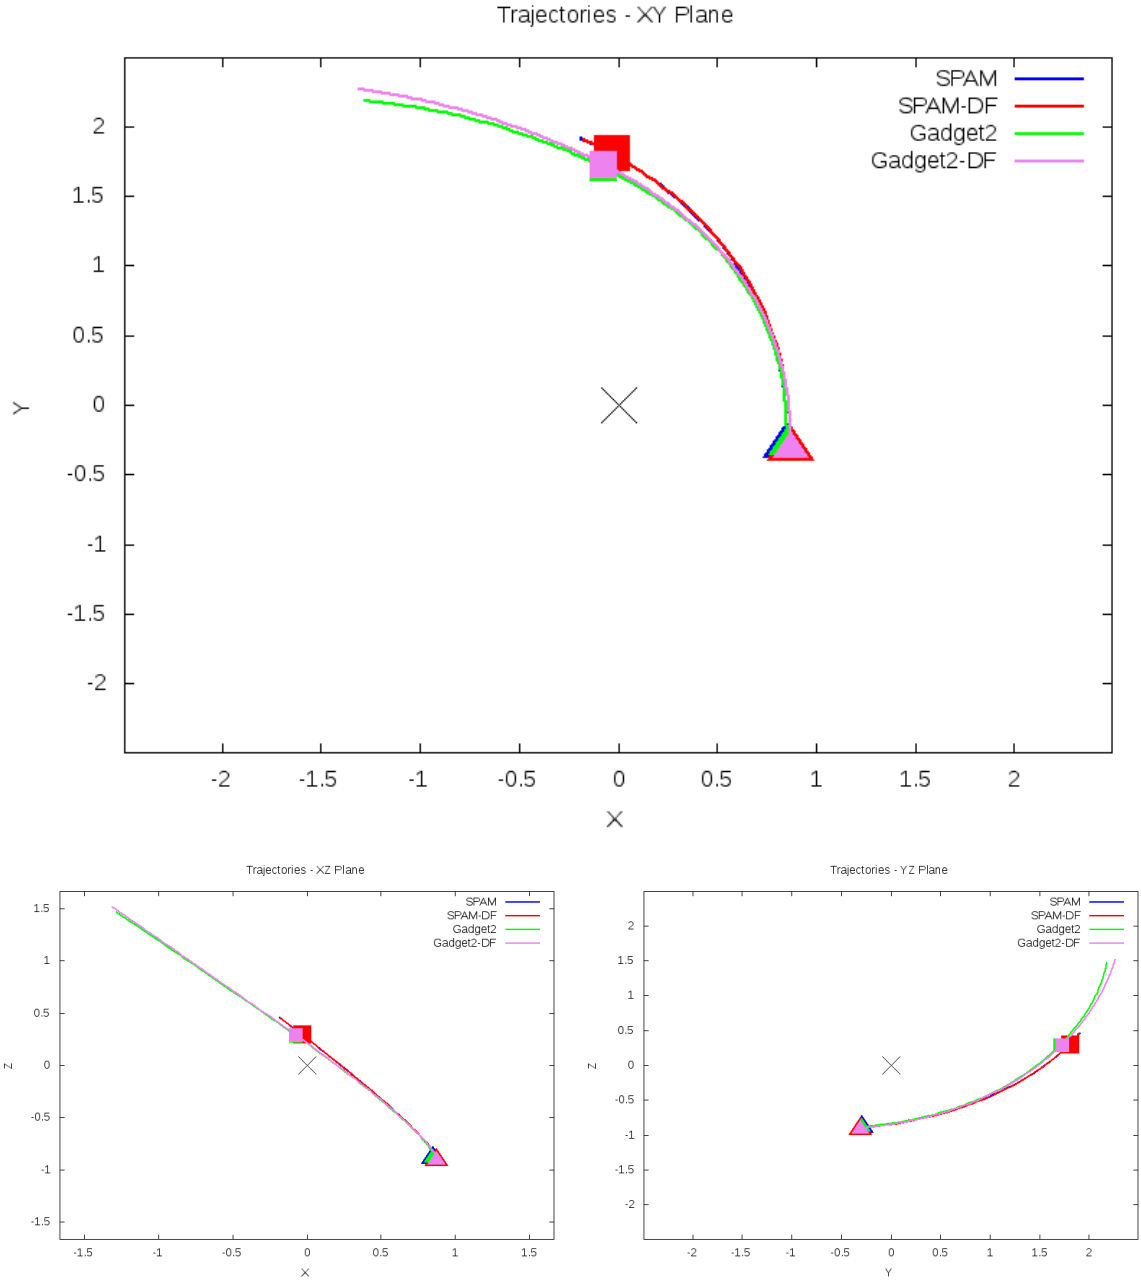 Trajectories - XY Plane
SPAM
SPAM-DF
Gadget2
Gadget2-DF
2
1.5
1
0.5
0
-0.5
-1
-1.5
-2
Y
-2 -1.5 -1 -0.5 0 0.5 1 1.5 2
X
Trajectories - XZ Plane
SPAM
SPAM-DF
Gadget2
Gadget2-DF
1.5
1
0.5
0
-0.5
-1
-1.5
Z
-1.5 -1 -0.5 0 0.5 1 1.5
X
Trajectories - YZ Plane
SPAM
SPAM-DF
Gadget2
Gadget2-DF
2
1.5
1
0.5
0
-0.5
-1
-1.5
-2
Z
-2 -1.5 -1 -0.5 0 0.5 1 1.5 2
Y